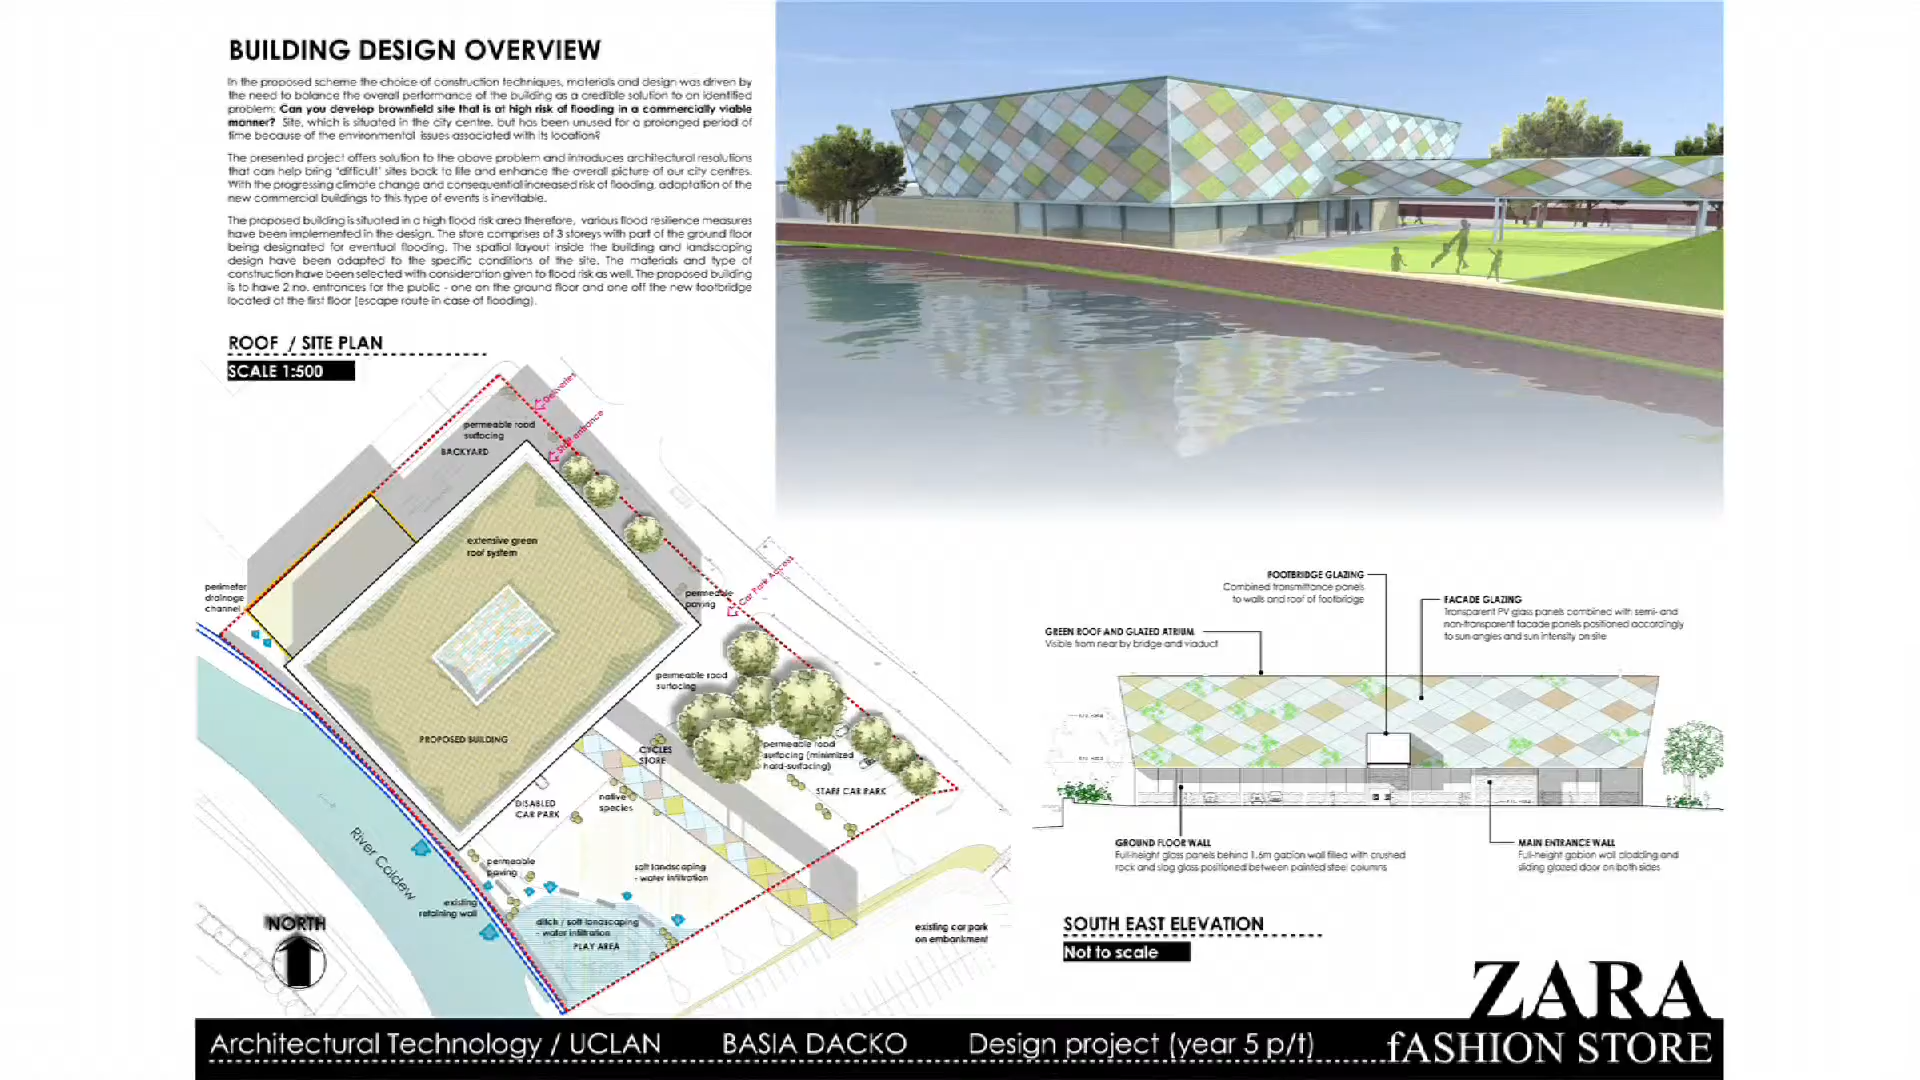 BUILDING DESIGN OVERVIEW
In the proposed scheme the choice of construction techniques, materials and design was driven by
the need to balance the overall performance of the building as a credible solution to an identified
problem: Can you develop brownfield site that is at high risk of flooding in a commercially viable
manner? Site, which is situated in the city centre, but has been unused for a prolonged period of
time because of the environmental issues associated with its location?
The presented project offers solution to the above problem and introduces architectural resolutions
that can help bring 'difficult' sites back to life and enhance the overall picture of our city centres.
With the progressing climate change and consequential increased risk of flooding, adaptation of the
new commercial buildings to this type of events is inevitable.
The proposed building is situated in a high flood risk area therefore, various flood resilience measures
have been implemented in the design. The store comprises of 3 storeys with part of the ground floor
being designated for eventual flooding. The spatial layout inside the building and landscaping
design have been adapted to the specific conditions of the site. The materials and type of
construction have been selected with consideration given to flood risk as well. The proposed building
is to have 2 no. entrances for the public - one on the ground floor and one off the new footbridge
located at the first floor (escape route in case of flooding).
ROOF / SITE PLAN
SCALE 1:500
Deliveries
Staff entrance
permeable road
surfacing
BACKYARD
extensive green
roof system
Car Park Access
perimeter
drainage
channel
permeable
paving
permeable road
surfacing
PROPOSED BUILDING
CYCLES
STORE
permeable road
surfacing (minimized
hard-surfacing)
STAFF CAR PARK
native
species
DISABLED
CAR PARK
River Caldew
permeable
paving
soft landscaping
- water infiltration
existing
retaining wall
ditch / soft landscaping
- water infiltration
PLAY AREA
existing car park
on embankment
NORTH
FOOTBRIDGE GLAZING
Combined transmittance panels
to walls and roof of footbridge
FACADE GLAZING
Transparent PV glass panels combined with semi- and
non-transparent facade panels positioned accordingly
to sun angles and sun intensity on site
GREEN ROOF AND GLAZED ATRIUM
Visible from near by bridge and viaduct
GROUND FLOOR WALL
Full-height glass panels behind 1.6m gabion wall filled with crushed
rock and slag glass positioned between painted steel columns
MAIN ENTRANCE WALL
Full-height gabion wall cladding and
sliding glazed door on both sides
SOUTH EAST ELEVATION
Not to scale
ZARA
fASHION STORE
Architectural Technology / UCLAN BASIA DACKO Design project (year 5 p/t)